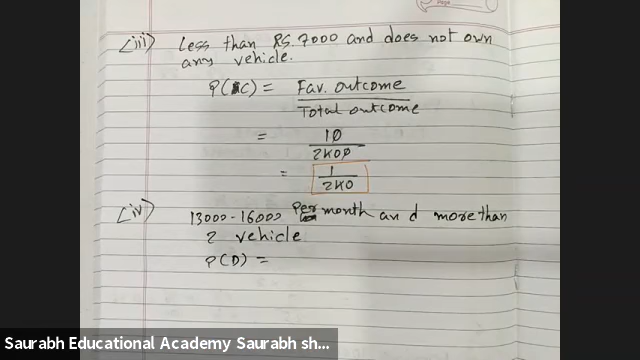 Page
(iii) Less than RS. 7000 and does not own
any vehicle.
P(C) = Fav. outcome
Total outcome
= 10
2400
= 1
240
(iv) 13000-16000 Per month and more than
2 vehicle
P(D) =
Saurabh Educational Academy Saurabh sh...